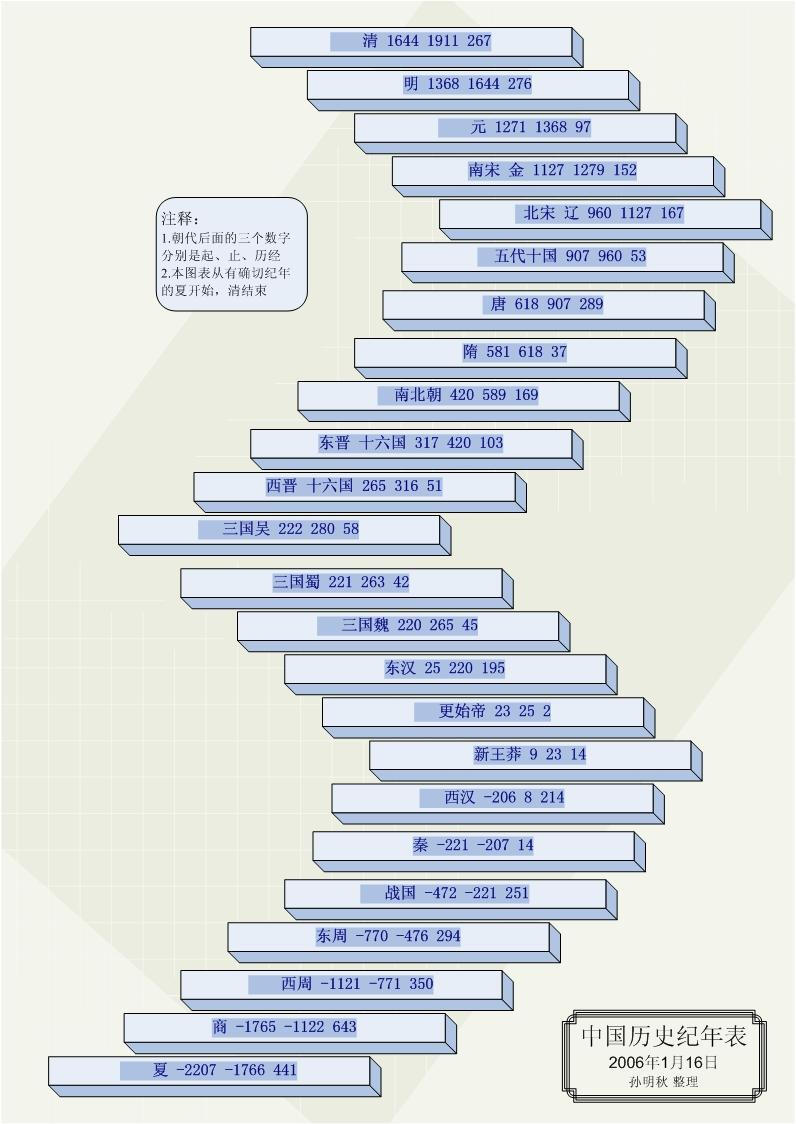 清 1644 1911 267
明 1368 1644 276
元 1271 1368 97
南宋 金 1127 1279 152
北宋 辽 960 1127 167
五代十国 907 960 53
唐 618 907 289
隋 581 618 37
南北朝 420 589 169
东晋 十六国 317 420 103
西晋 十六国 265 316 51
三国吴 222 280 58
三国蜀 221 263 42
三国魏 220 265 45
东汉 25 220 195
更始帝 23 25 2
新王莽 9 23 14
西汉 -206 8 214
秦 -221 -207 14
战国 -472 -221 251
东周 -770 -476 294
西周 -1121 -771 350
商 -1765 -1122 643
夏 -2207 -1766 441
注释：
1.朝代后面的三个数字
分别是起、止、历经
2.本图表从有确切纪年
的夏开始，清结束
中国历史纪年表
2006年1月16日
孙明秋 整理